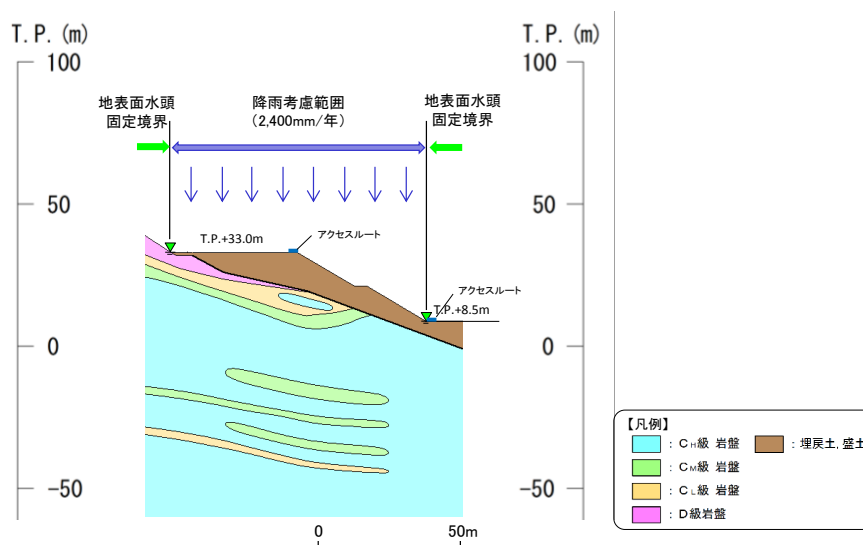 T.P.(m)
T.P.(m)
100
100
地表面水頭
固定境界
降雨考慮範囲
(2,400mm/年)
地表面水頭
固定境界
50
50
T.P.+33.0m
アクセスルート
アクセスルート
T.P.+8.5m
0
0
-50
-50
0
50m
【凡例】
：CH級 岩盤
：埋戻土, 盛土
：CM級 岩盤
：CL級 岩盤
：D級岩盤